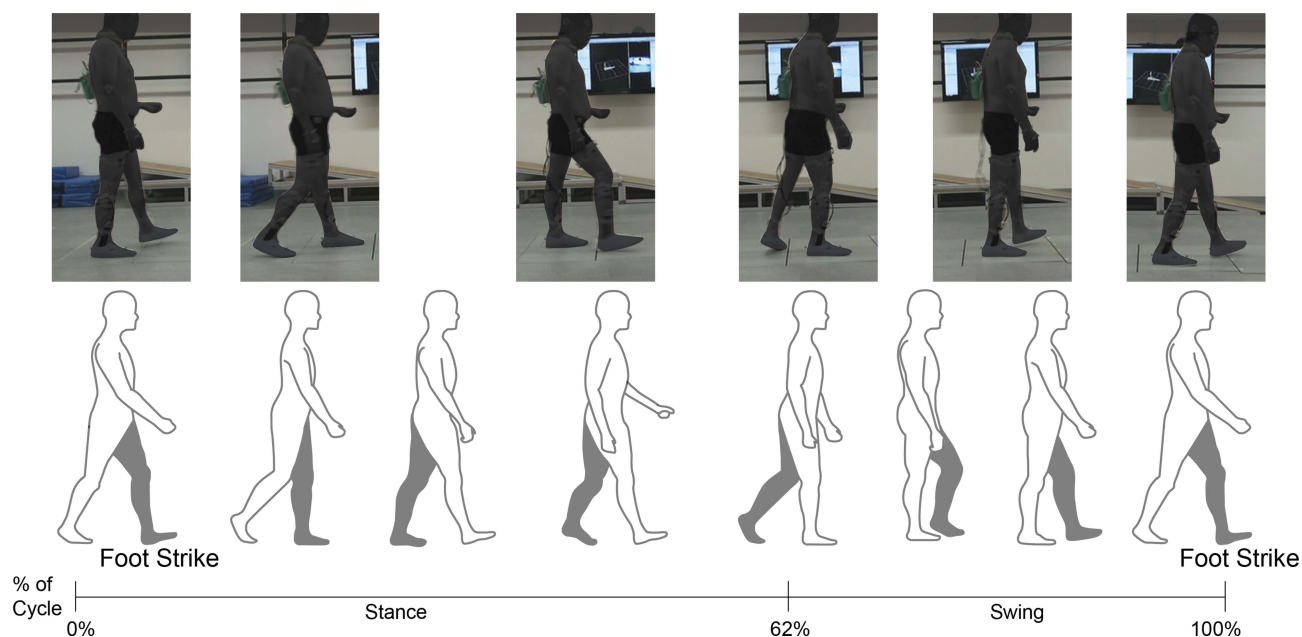 Foot Strike
Foot Strike
% of
Cycle
Stance
Swing
0%
62%
100%